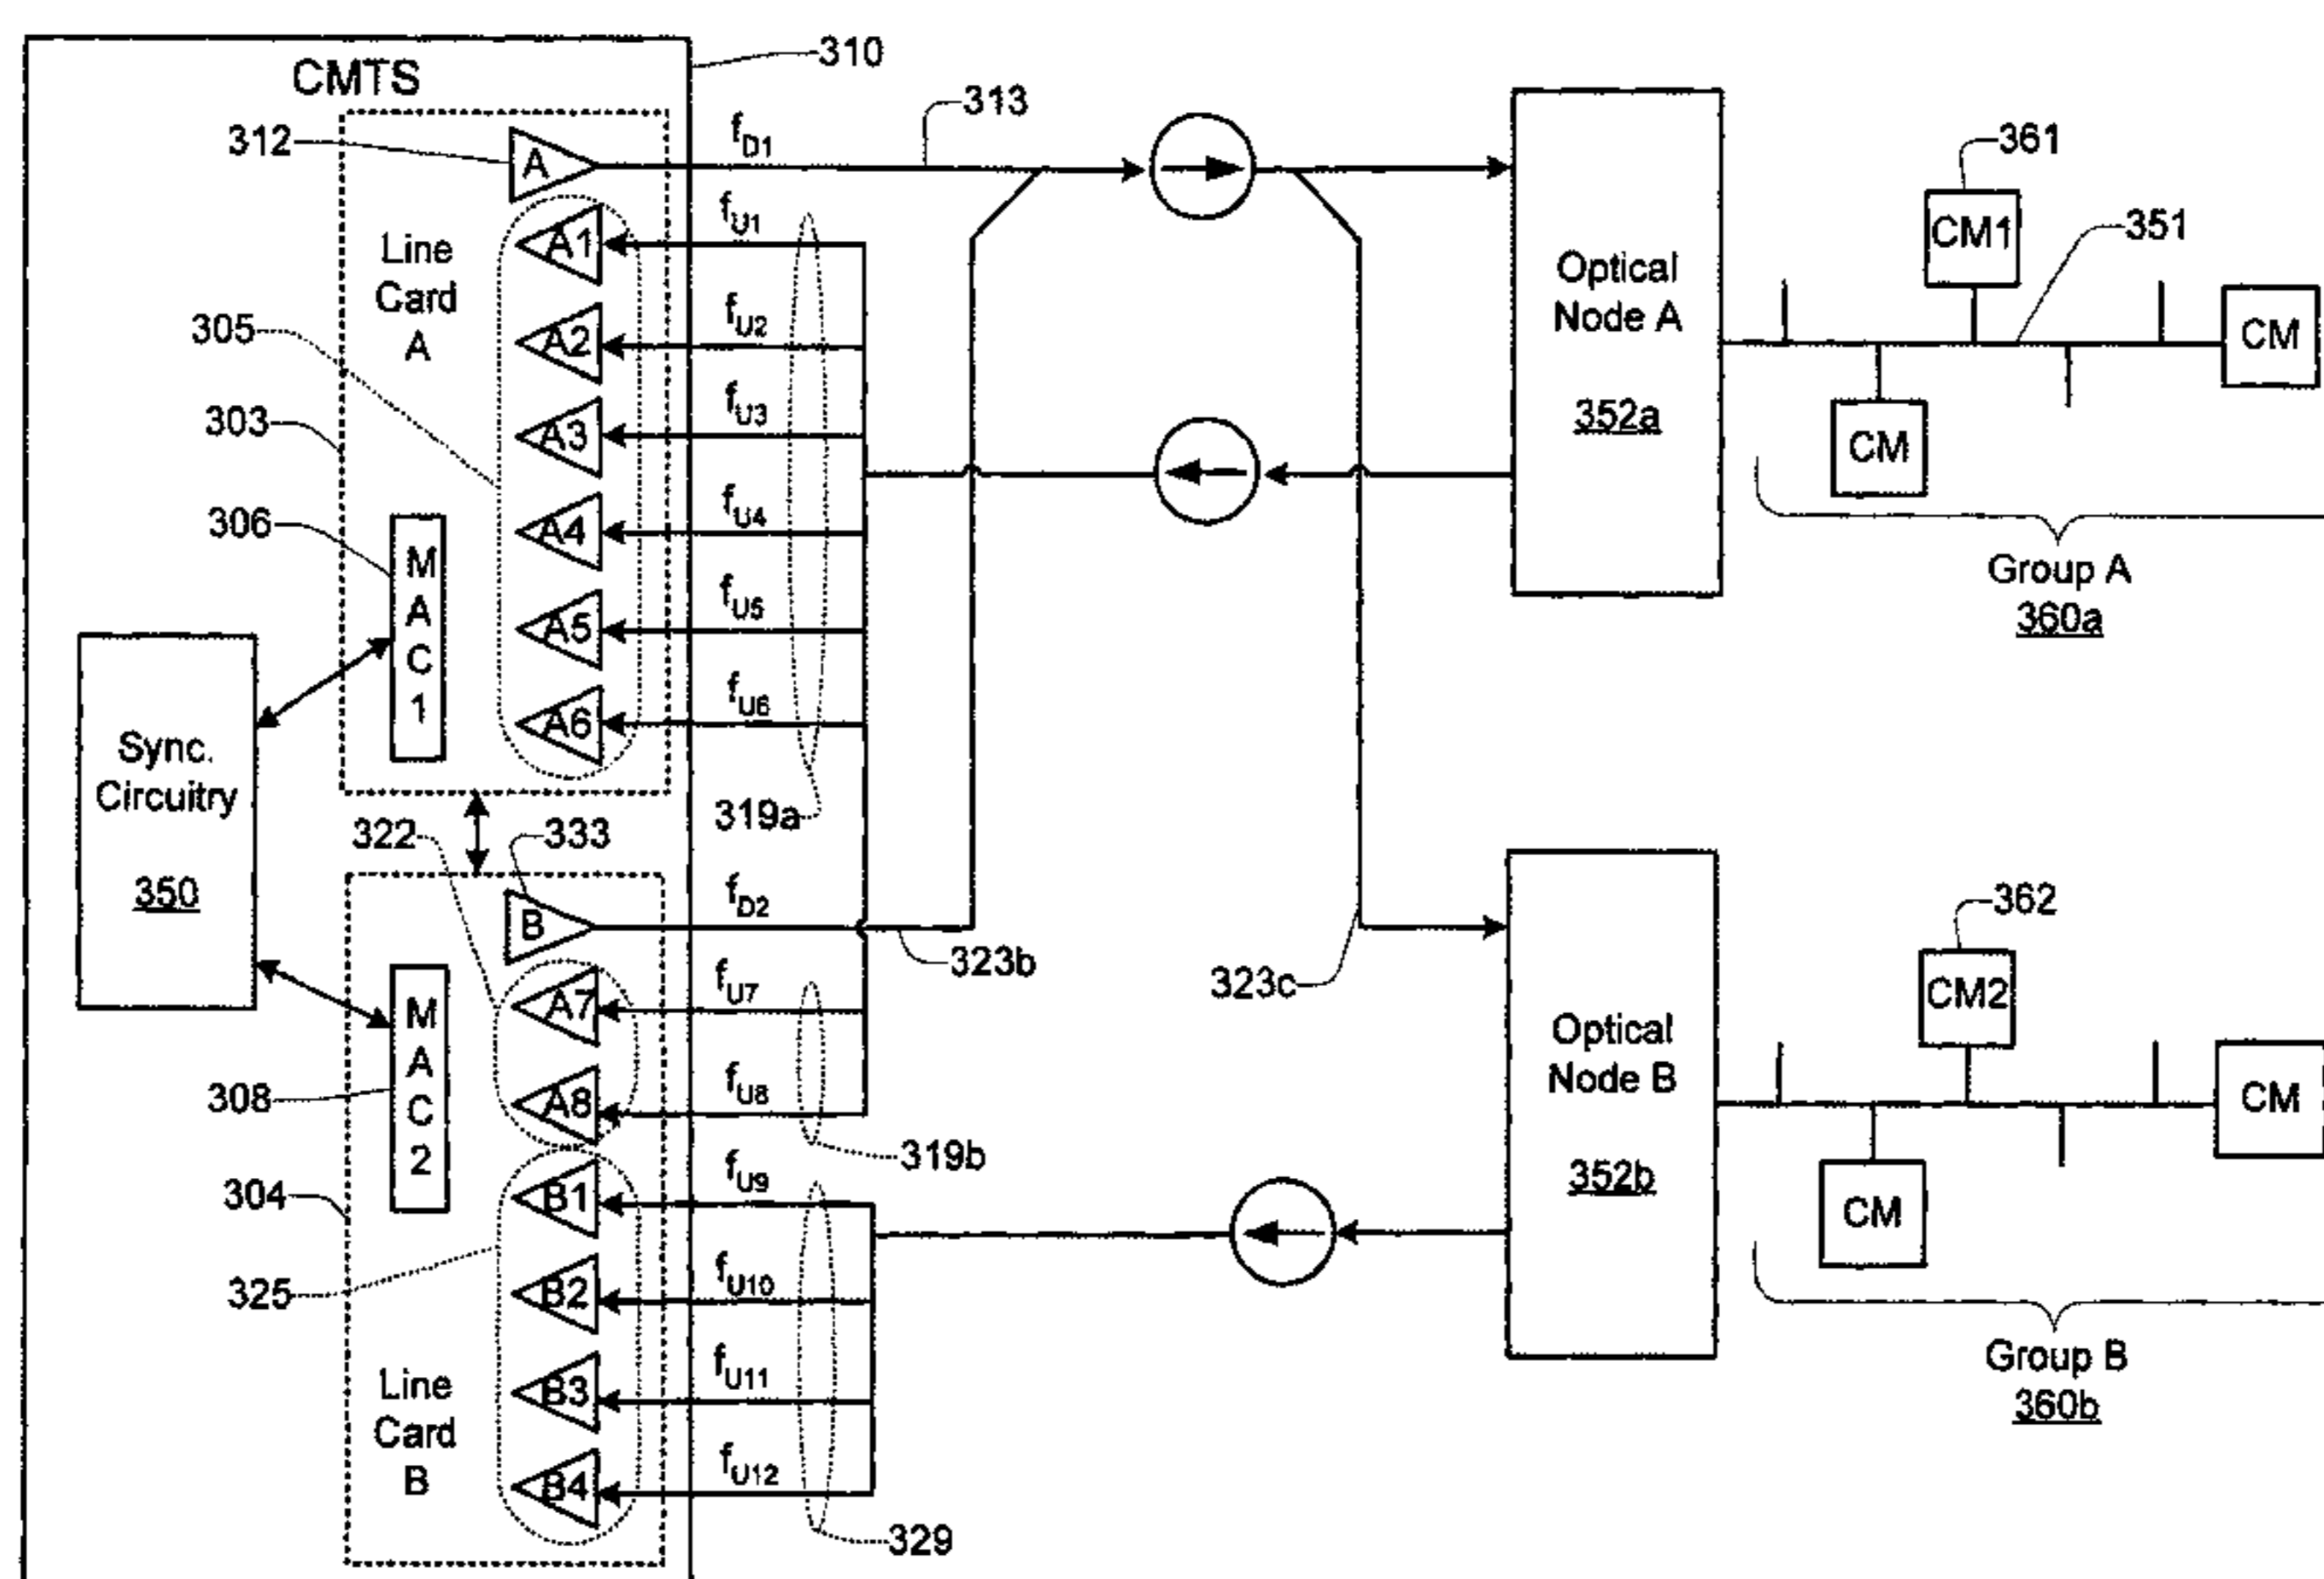 CMTS
310
312
A
fD1
313
Line
Card
A
A1
fU1
A2
fU2
305
A3
fU3
303
A4
fU4
306
M
A
C
1
A5
fU5
A6
fU6
319a
Sync.
Circuitry
350
322
333
B
fD2
323b
323c
A7
fU7
M
A
C
2
308
A8
fU8
319b
304
B1
fU9
325
B2
fU10
Line
Card
B
B3
fU11
B4
fU12
329
Optical
Node A
352a
361
CM1
351
CM
CM
Group A
360a
Optical
Node B
352b
362
CM2
CM
CM
Group B
360b